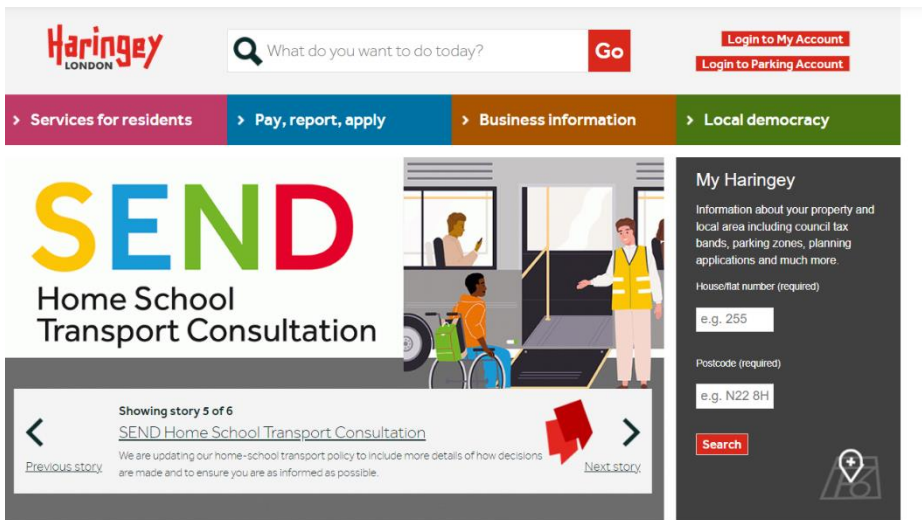 Haringey
LONDON
What do you want to do today?
Go
Login to My Account
Login to Parking Account
Services for residents
Pay, report, apply
Business information
Local democracy
SEND
Home School
Transport Consultation
Showing story 5 of 6
SEND Home School Transport Consultation
We are updating our home-school transport policy to include more details of how decisions
are made and to ensure you are as informed as possible.
Previous story
Next story
My Haringey
Information about your property and
local area including council tax
bands, parking zones, planning
applications and much more.
House/flat number (required)
e.g. 255
Postcode (required)
e.g. N22 8H
Search